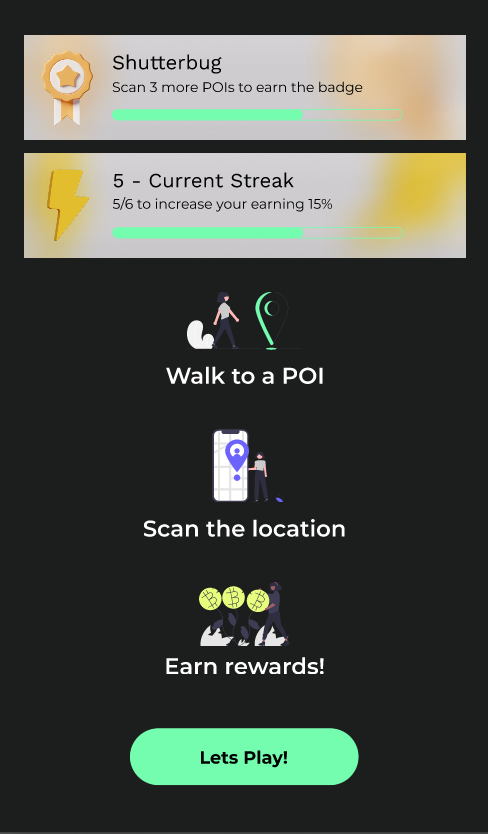 Shutterbug
Scan 3 more POIs to earn the badge
5 - Current Streak
5/6 to increase your earning 15%
Walk to a POI
Scan the location
Earn rewards!
Lets Play!